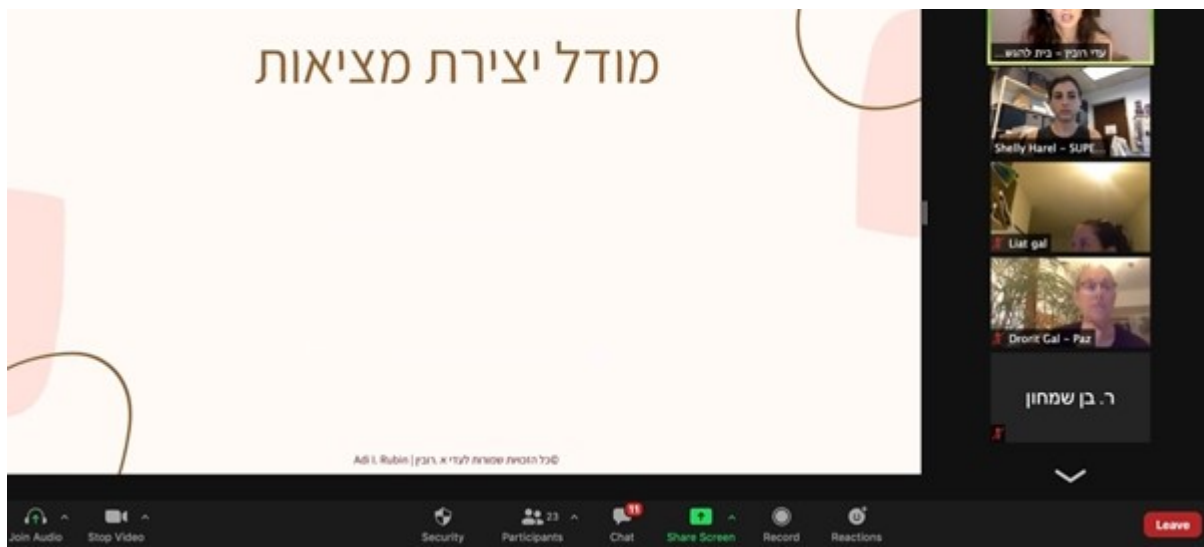 מודל יצירת מציאות
©כל הזכויות שמורות לעדי א. רובין | Adi I. Rubin
עדי רובין - בית להגש...
Shelly Harel - SUPE...
Liat gal
Dronit Gal - Paz
ר. בן שמחון
Join Audio
Stop Video
Security
Participants
23
Chat
11
Share Screen
Record
Reactions
Leave